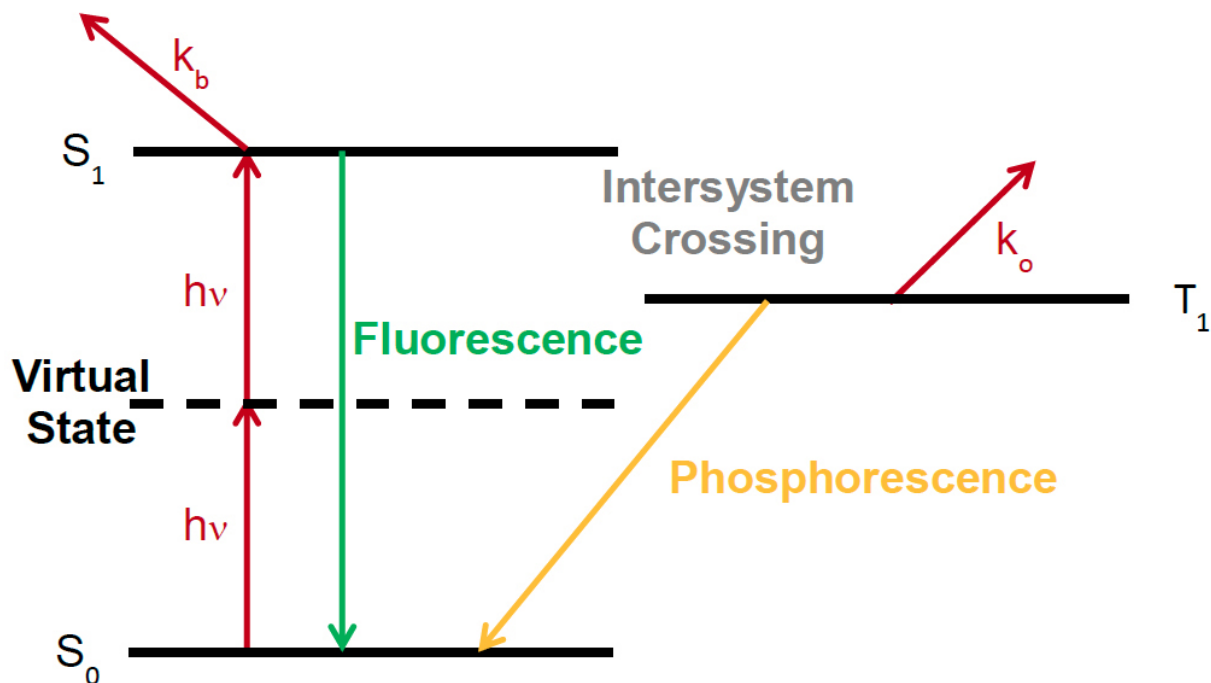 k_b
S_1
Intersystem
Crossing
k_o
hν
T_1
Fluorescence
Virtual
State
Phosphorescence
hν
S_0